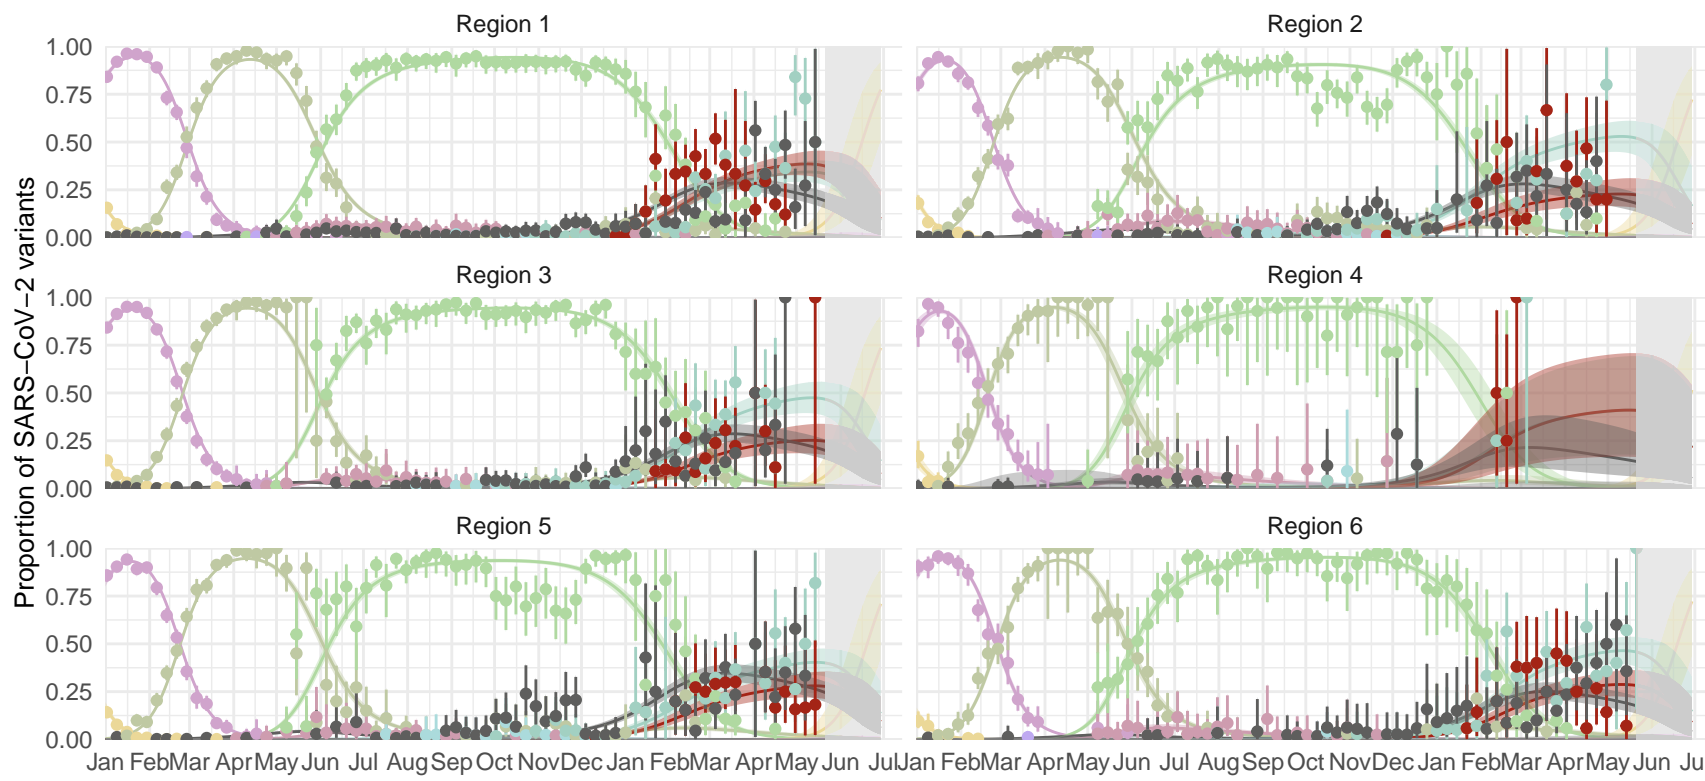 Region 1
Region 2
1.00
0.75
0.50
0.25
0.00
Region 3
Region 4
1.00
0.75
0.50
0.25
0.00
Region 5
Region 6
1.00
0.75
0.50
0.25
0.00
Proportion of SARS−CoV−2 variants
Jan Feb Mar Apr May Jun Jul Aug Sep Oct Nov Dec Jan Feb Mar Apr May Jun Jul
Jan Feb Mar Apr May Jun Jul Aug Sep Oct Nov Dec Jan Feb Mar Apr May Jun Ju